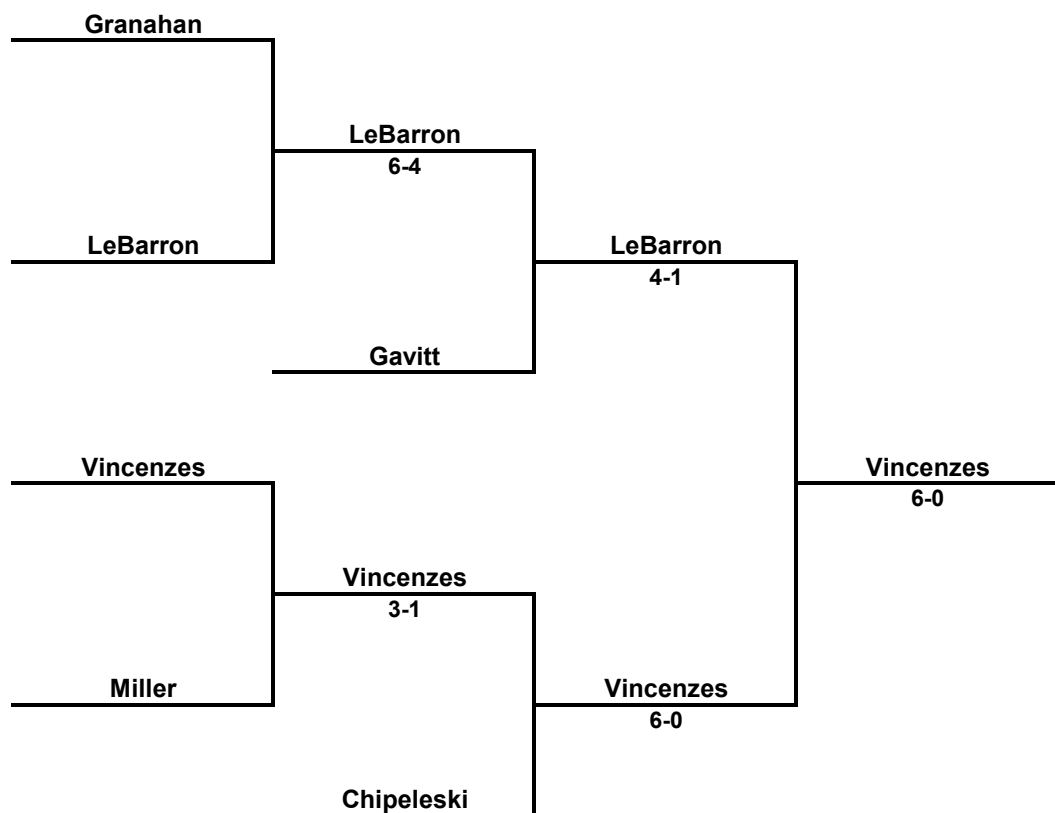 Granahan
LeBarron
6-4
LeBarron
LeBarron
4-1
Gavitt
Vincenzes
Vincenzes
6-0
Vincenzes
3-1
Miller
Vincenzes
6-0
Chipeleski